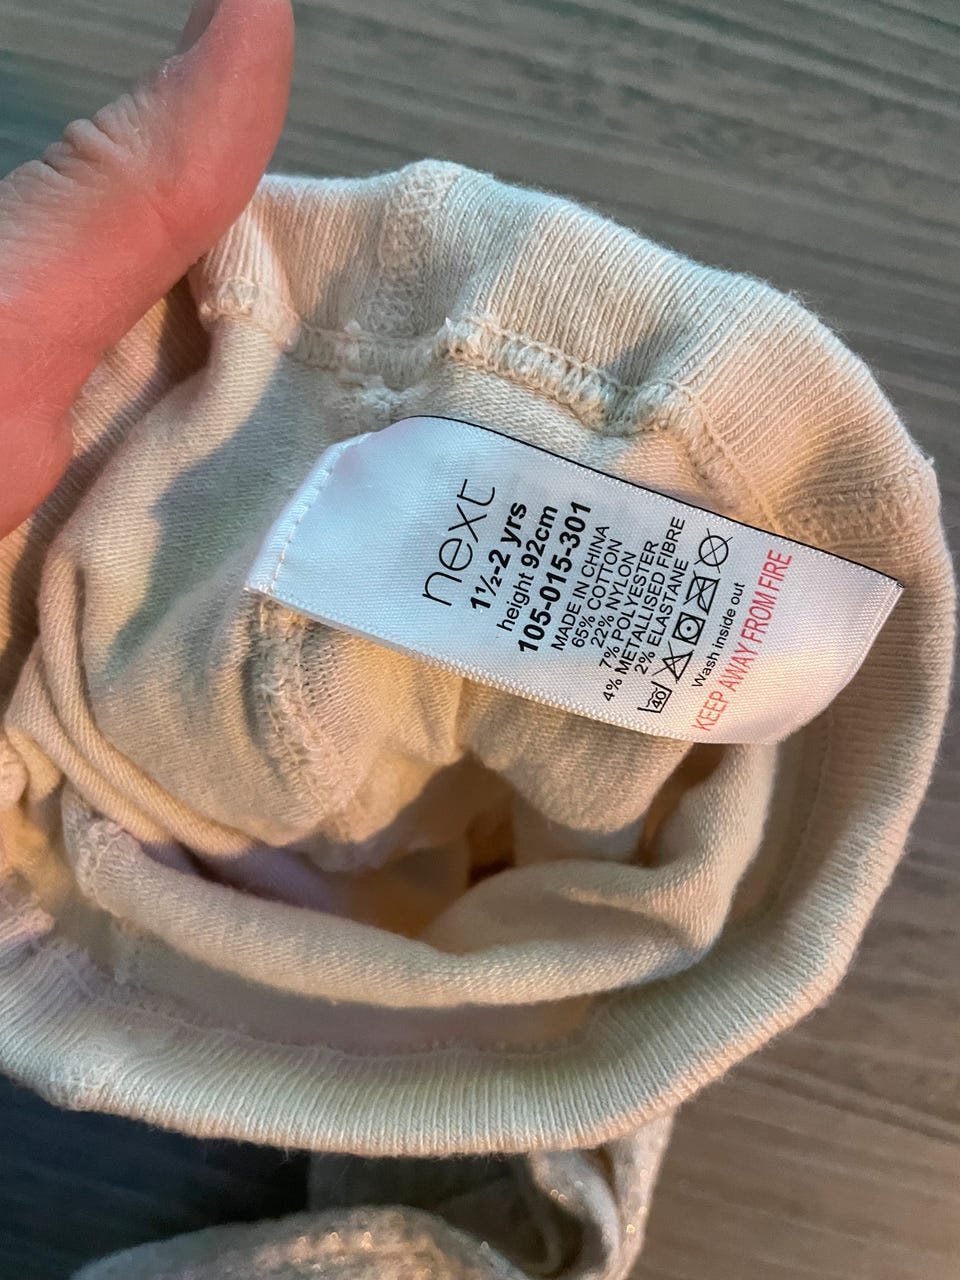 next
1½-2 yrs
height 92cm
105-015-301
MADE IN CHINA
65% COTTON
22% NYLON
7% POLYESTER
4% METALLISED FIBRE
2% ELASTANE
40
Wash inside out
KEEP AWAY FROM FIRE